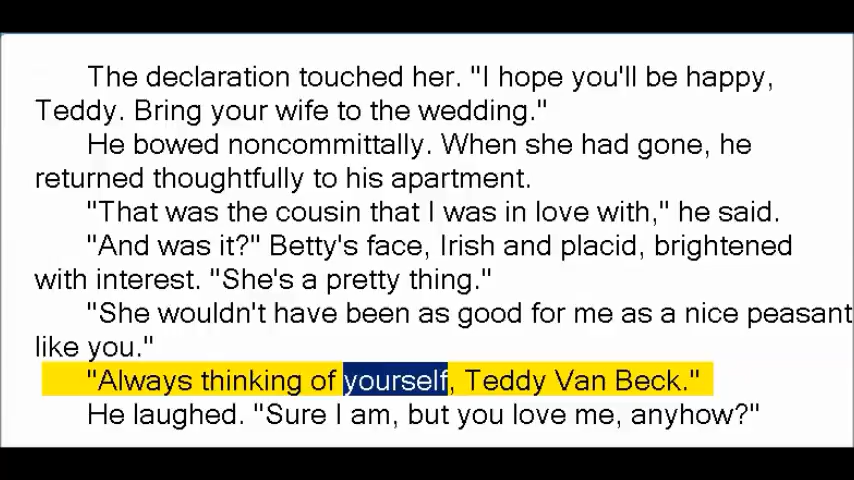 The declaration touched her. "I hope you'll be happy,
Teddy. Bring your wife to the wedding."
He bowed noncommittally. When she had gone, he
returned thoughtfully to his apartment.
"That was the cousin that I was in love with," he said.
"And was it?" Betty's face, Irish and placid, brightened
with interest. "She's a pretty thing."
"She wouldn't have been as good for me as a nice peasant
like you."
"Always thinking of yourself, Teddy Van Beck."
He laughed. "Sure I am, but you love me, anyhow?"